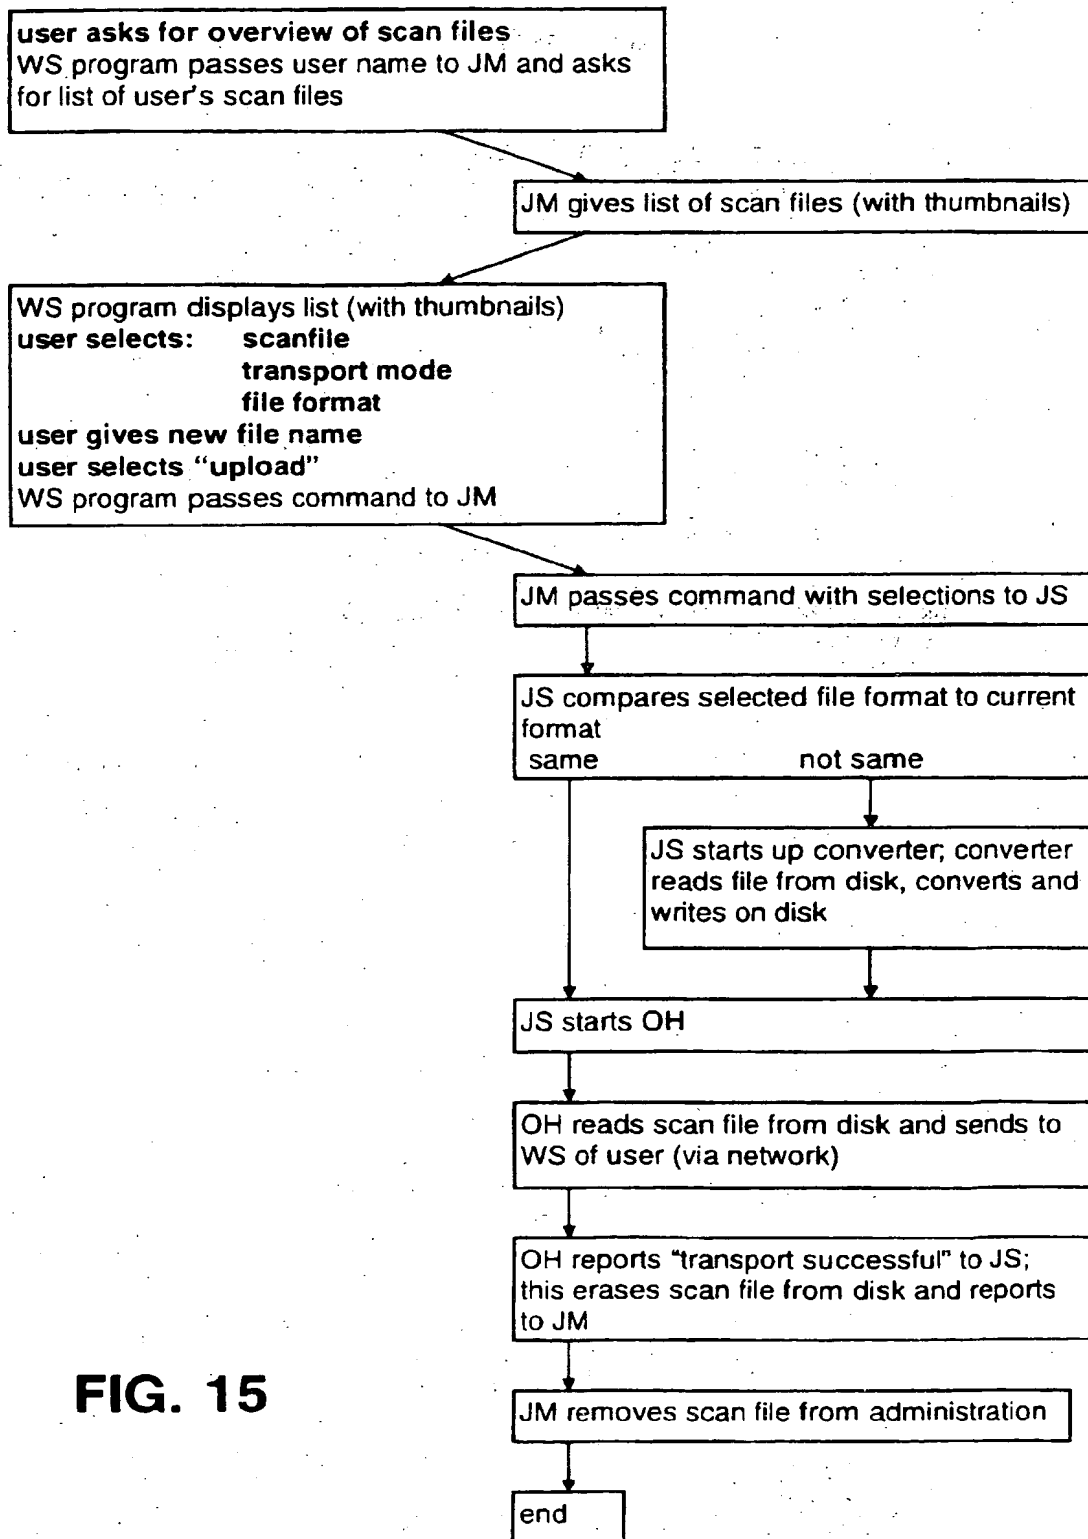 user asks for overview of scan files
WS program passes user name to JM and asks
for list of user's scan files
JM gives list of scan files (with thumbnails)
WS program displays list (with thumbnails)
user selects: scanfile
transport mode
file format
user gives new file name
user selects “upload”
WS program passes command to JM
JM passes command with selections to JS
JS compares selected file format to current
format
same not same
JS starts up converter; converter
reads file from disk, converts and
writes on disk
JS starts OH
OH reads scan file from disk and sends to
WS of user (via network)
OH reports “transport successful” to JS;
this erases scan file from disk and reports
to JM
JM removes scan file from administration
end
FIG. 15